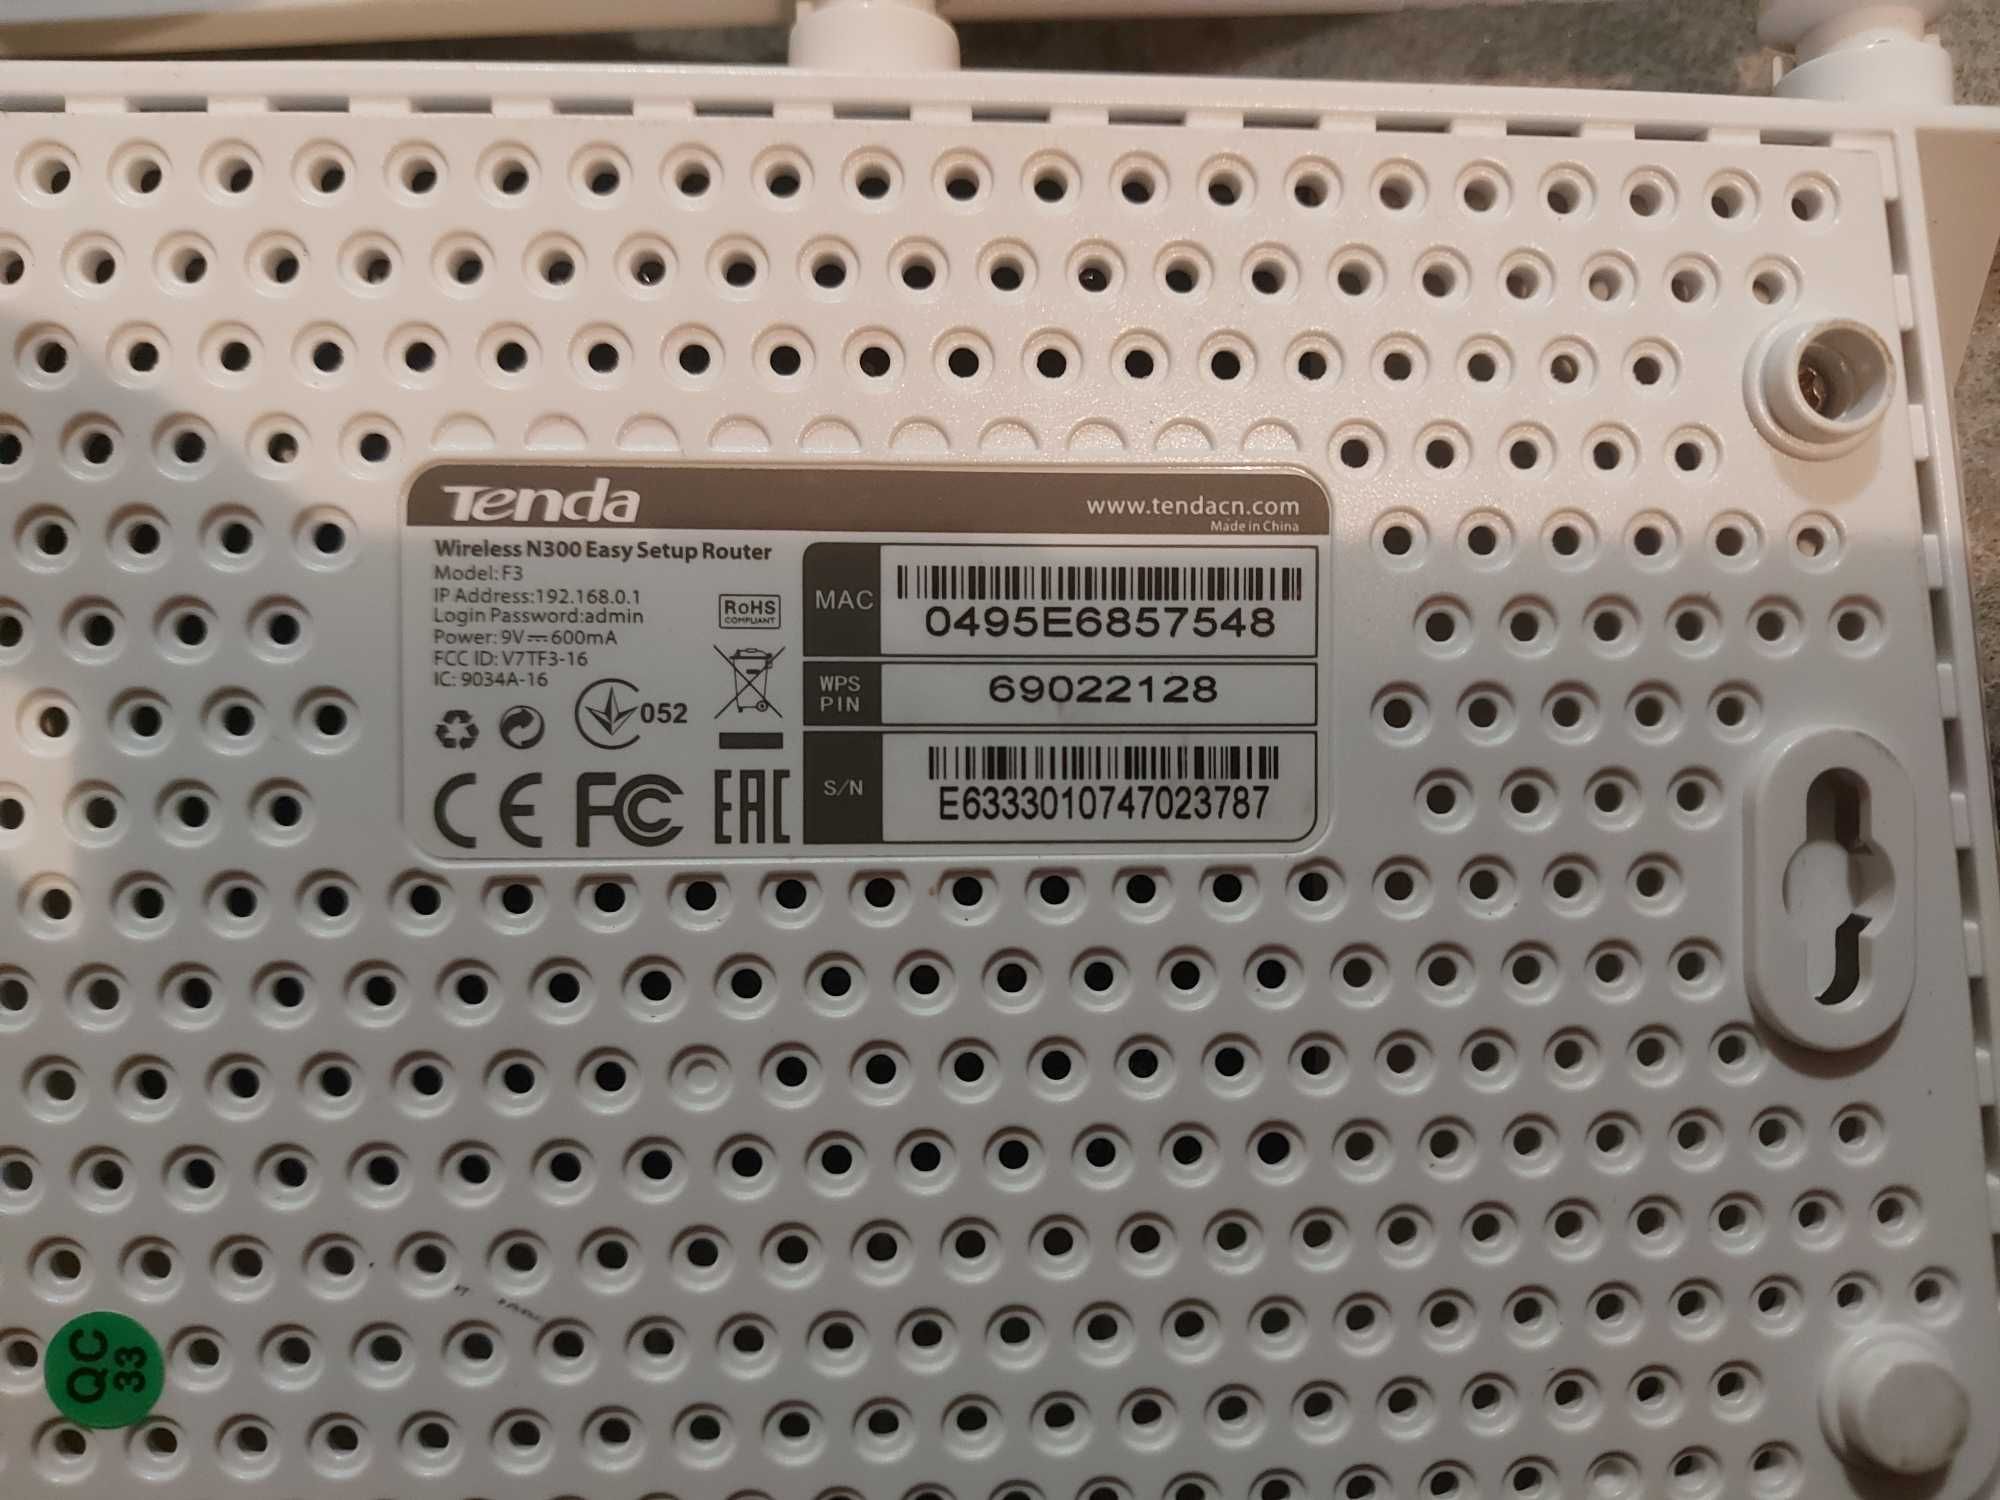 Tenda
www.tendacn.com
Made in China
Wireless N300 Easy Setup Router
Model: F3
IP Address:192.168.0.1
Login Password:admin
Power: 9V⎓600mA
FCC ID: V7TF3-16
IC: 9034A-16
RoHS
COMPLIANT
052
CE FC EAC
MAC
0495E6857548
WPS
PIN
69022128
S/N
E6333010747023787
QC
33